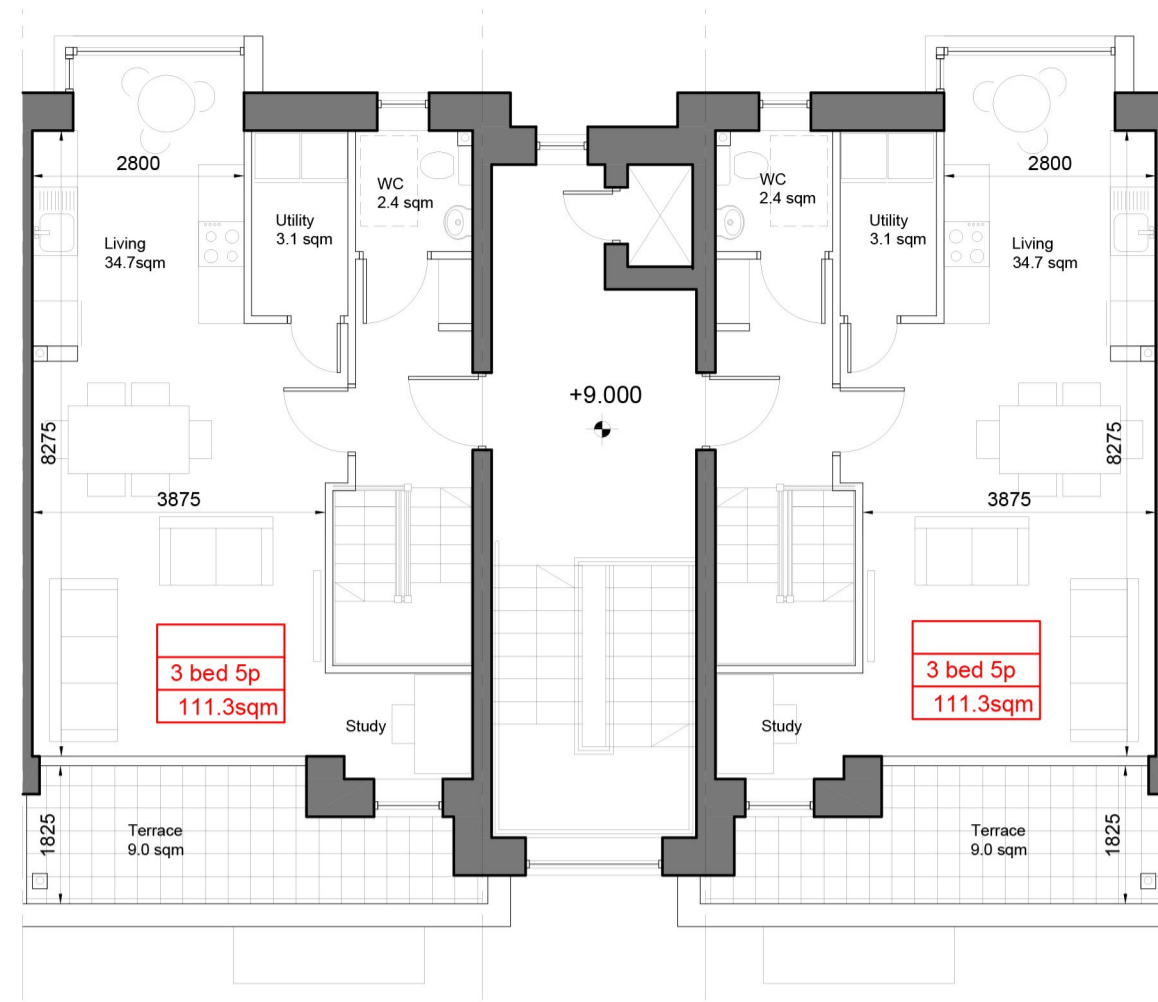 2800
WC
2.4 sqm
Utility
3.1 sqm
Living
34.7sqm
8275
3875
3 bed 5p
111.3sqm
Study
Terrace
9.0 sqm
1825
+9.000
WC
2.4 sqm
Utility
3.1 sqm
2800
Living
34.7 sqm
8275
3875
3 bed 5p
111.3sqm
Study
Terrace
9.0 sqm
1825